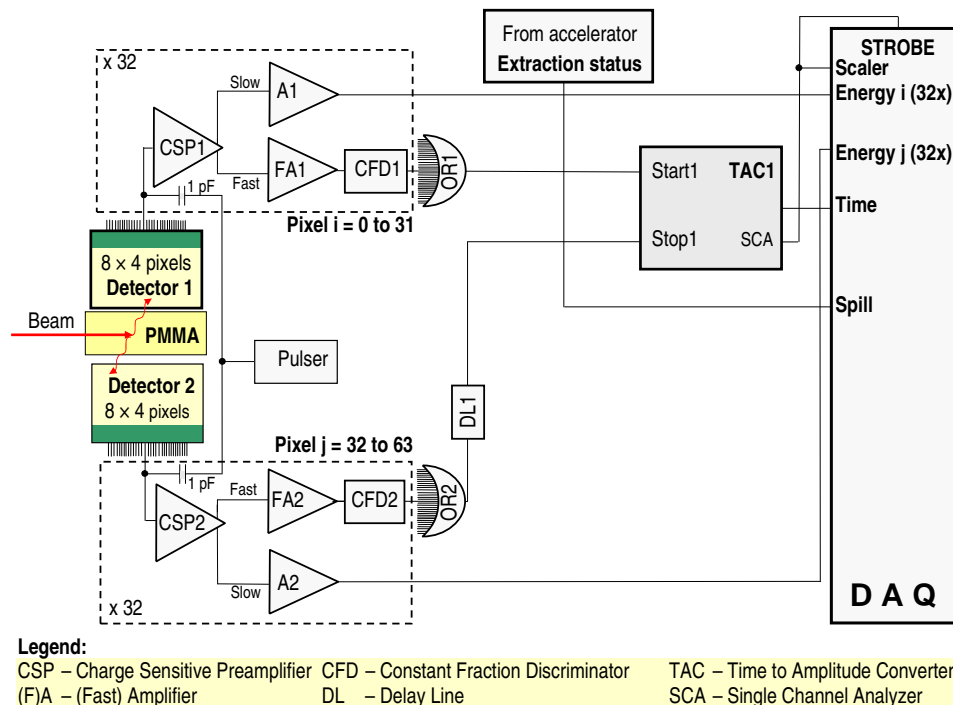 x 32
From accelerator
Extraction status
STROBE
Scaler
Energy i (32x)
Energy j (32x)
Time
Spill
D A Q
Slow
A1
CSP1
Fast
FA1
CFD1
OR1
1 pF
Pixel i = 0 to 31
Start1
TAC1
Stop1
SCA
8 × 4 pixels
Detector 1
Beam
PMMA
Pulser
Detector 2
8 × 4 pixels
DL1
Pixel j = 32 to 63
1 pF
Fast
FA2
CFD2
OR2
CSP2
Slow
A2
x 32
Legend:
CSP – Charge Sensitive Preamplifier CFD – Constant Fraction Discriminator TAC – Time to Amplitude Converter
(F)A – (Fast) Amplifier DL – Delay Line SCA – Single Channel Analyzer